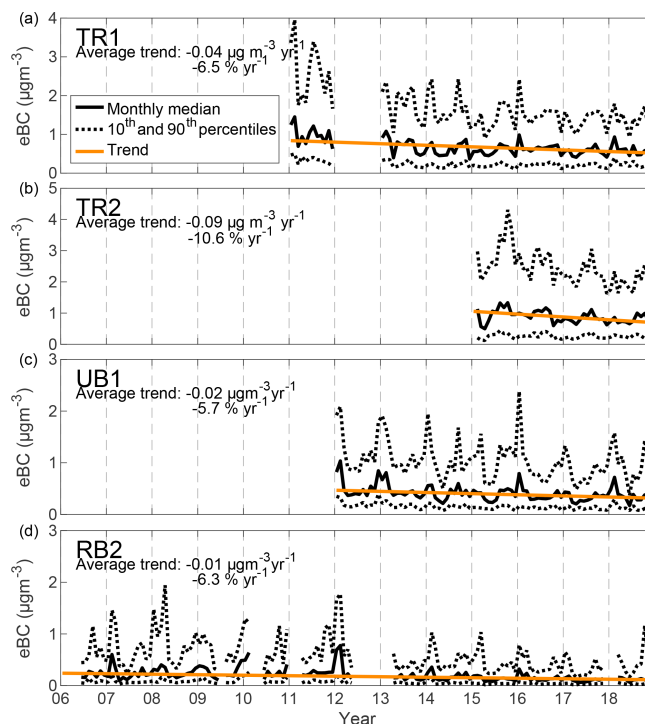 (a)
TR1
Average trend: -0.04 µg m-3 yr-1
-6.5 % yr-1
Monthly median
10th and 90th percentiles
Trend
eBC (µgm-3)
4
3
2
1
0
(b)
TR2
Average trend: -0.09 µg m-3 yr-1
-10.6 % yr-1
eBC (µgm-3)
5
4
3
2
1
0
(c)
UB1
Average trend: -0.02 µgm-3yr-1
-5.7 % yr-1
eBC (µgm-3)
3
2
1
0
(d)
RB2
Average trend: -0.01 µgm-3yr-1
-6.3 % yr-1
eBC (µgm-3)
3
2
1
0
06 07 08 09 10 11 12 13 14 15 16 17 18
Year